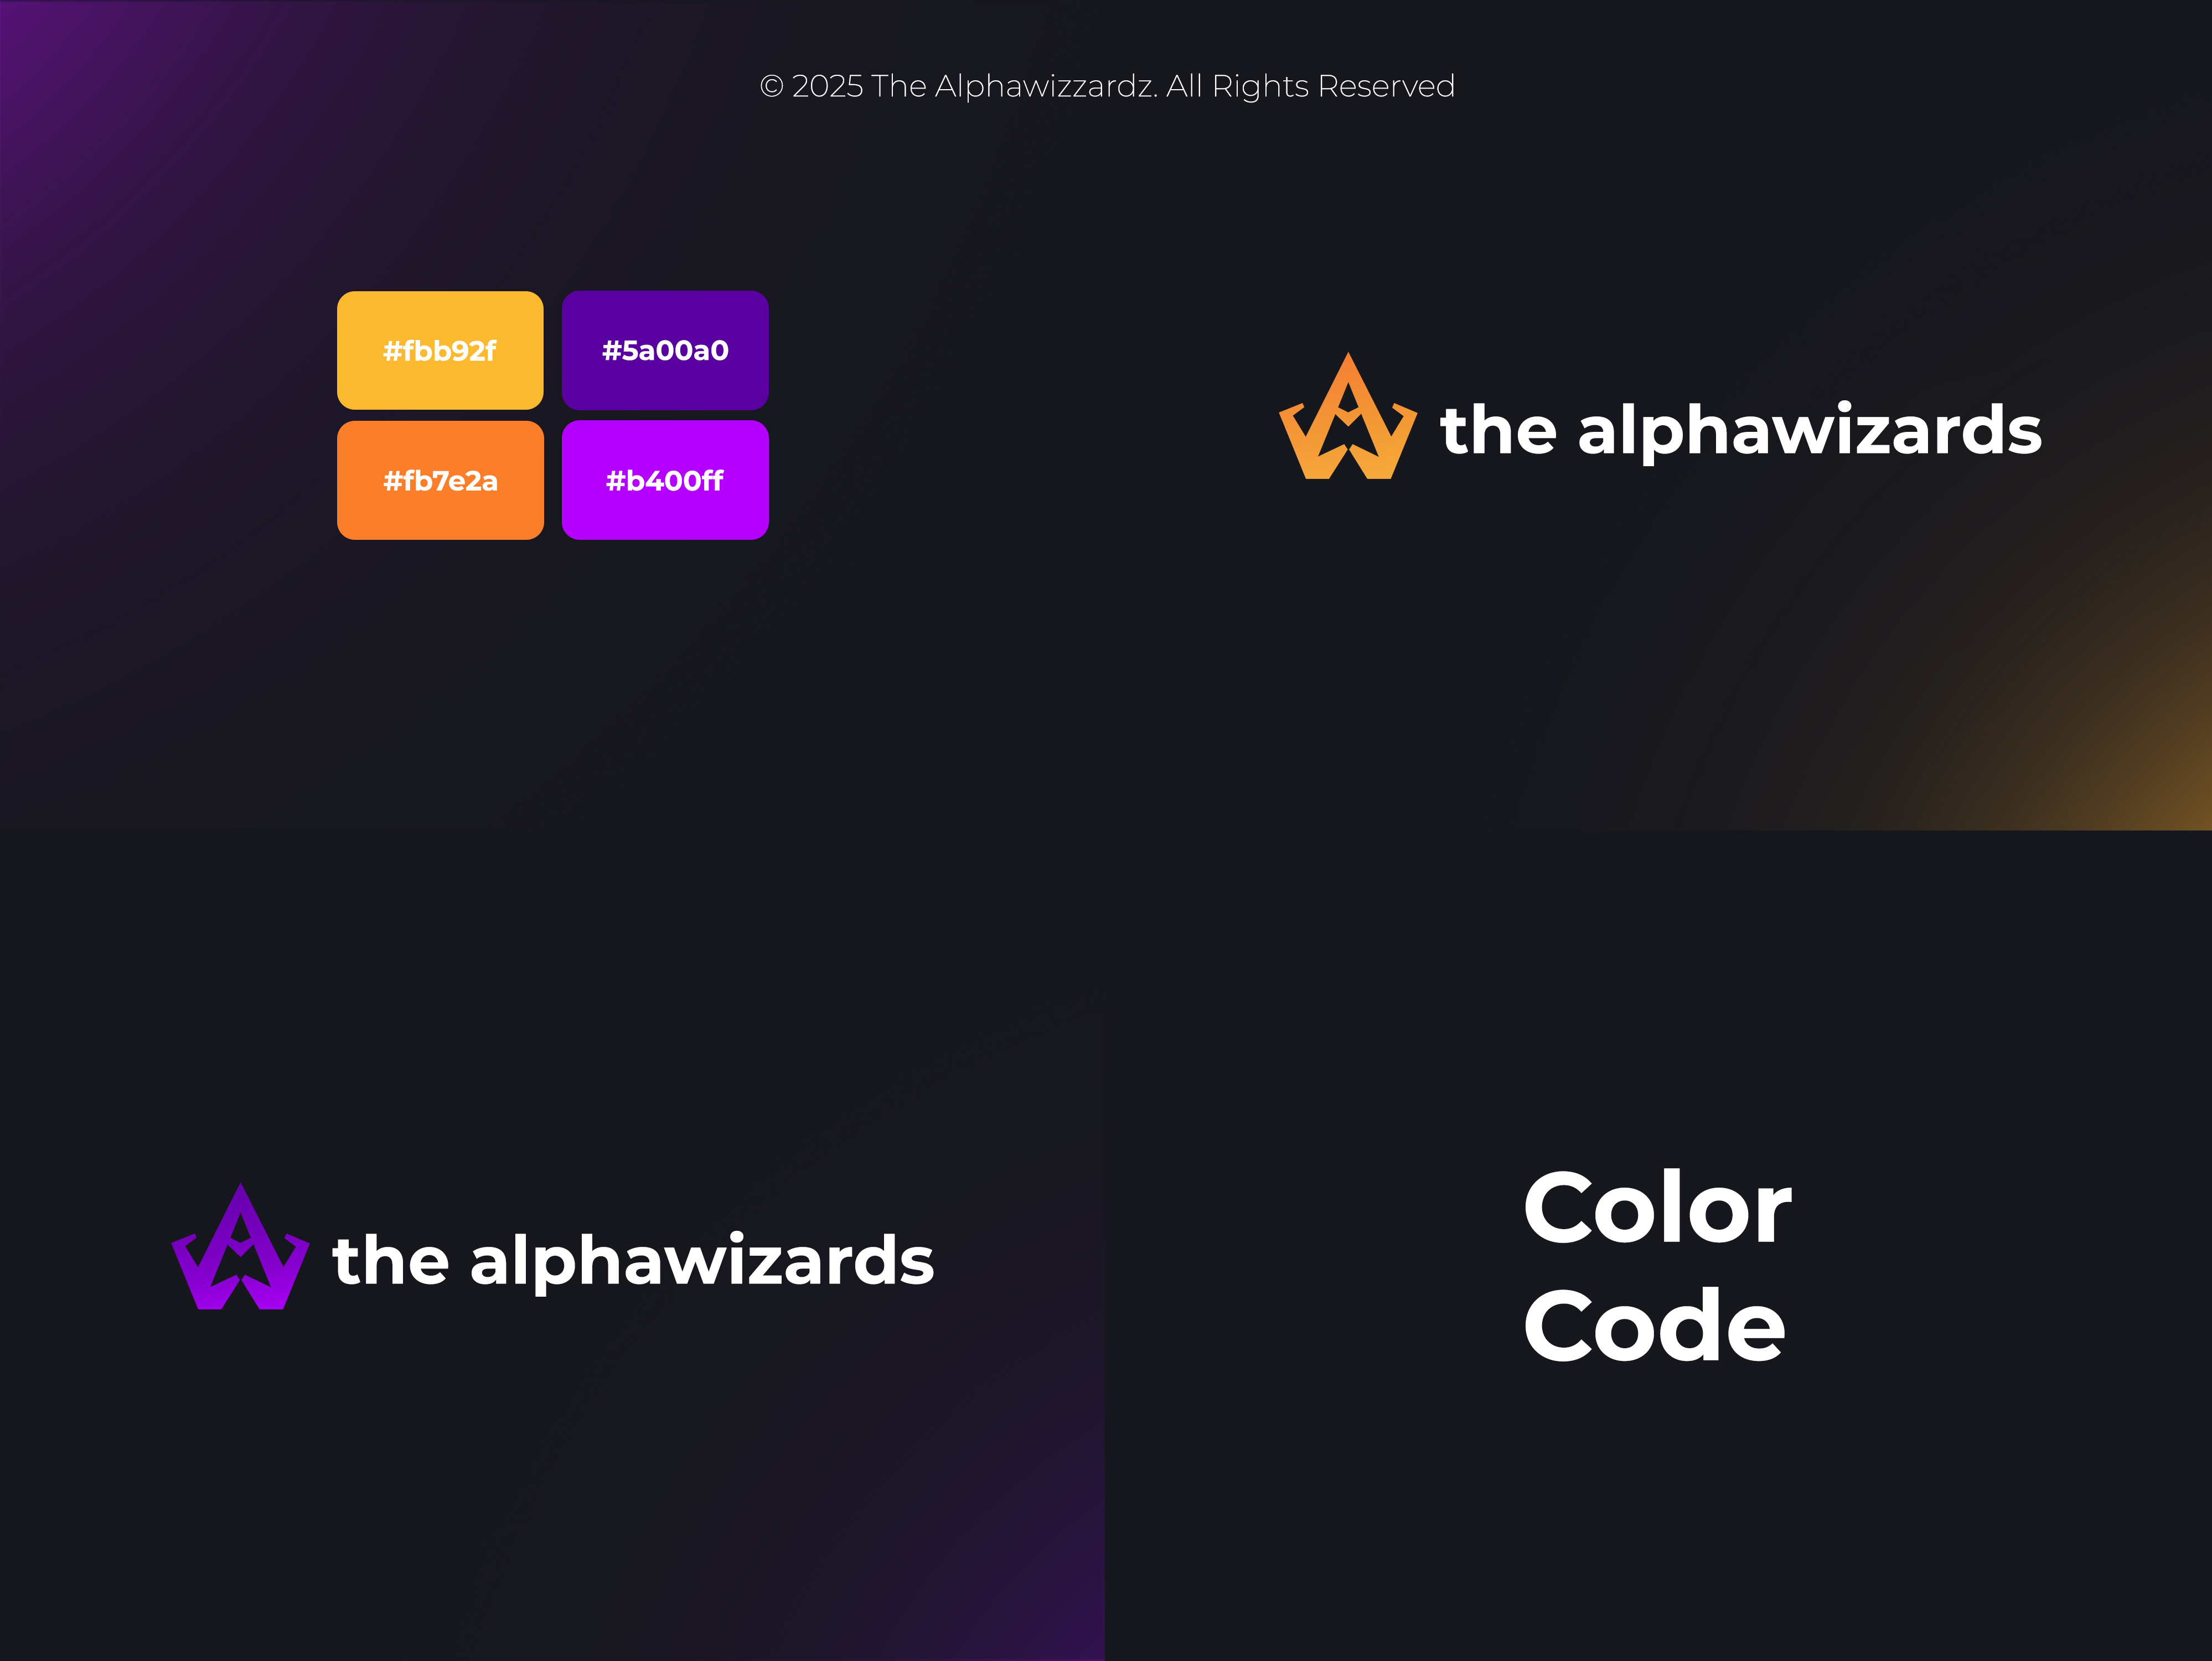 © 2025 The Alphawizzardz. All Rights Reserved
#fbb92f
#5a00a0
#fb7e2a
#b400ff
the alphawizards
the alphawizards
Color
Code